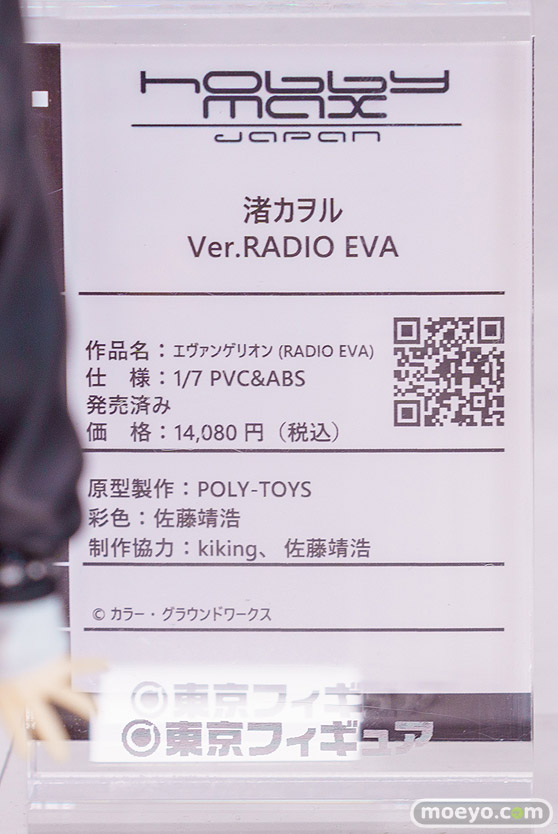 hobby
max
JAPAN
渚カヲル
Ver.RADIO EVA
作品名：エヴァンゲリオン (RADIO EVA)
仕　様：1/7 PVC&ABS
発売済み
価　格：14,080 円（税込）
原型製作：POLY-TOYS
彩色：佐藤靖浩
制作協力：kiking、佐藤靖浩
© カラー・グラウンドワークス
東京フィギュア
東京フィギュア
moeyo.com